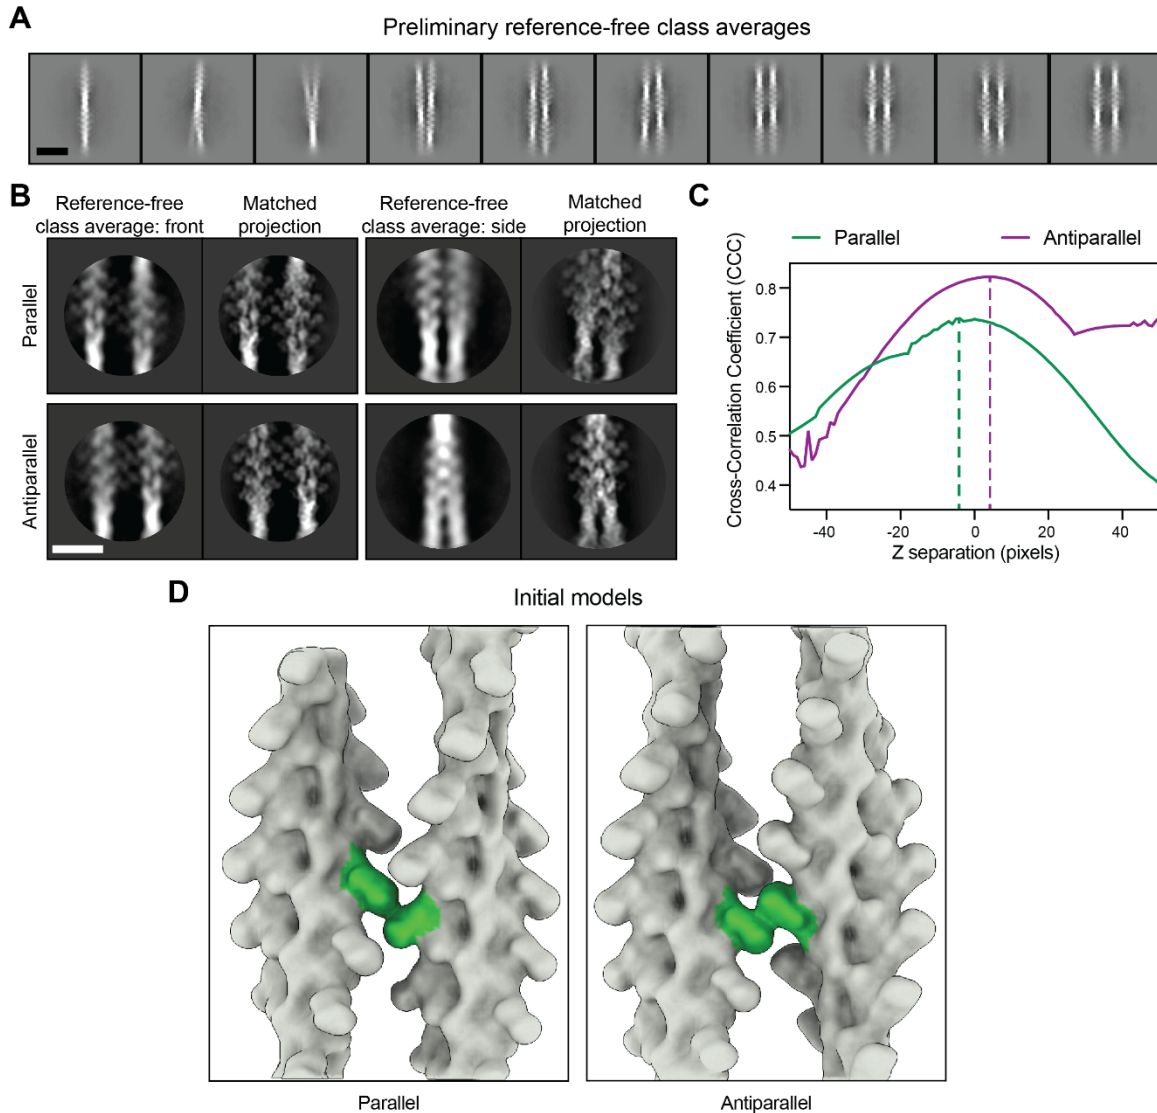 A
Preliminary reference-free class averages
B
Reference-free
class average: front
Matched
projection
Reference-free
class average: side
Matched
projection
Parallel
Antiparallel
C
Parallel
Antiparallel
Cross-Correlation Coefficient (CCC)
0.8
0.7
0.6
0.5
0.4
-40
-20
0
20
40
Z separation (pixels)
D
Initial models
Parallel
Antiparallel